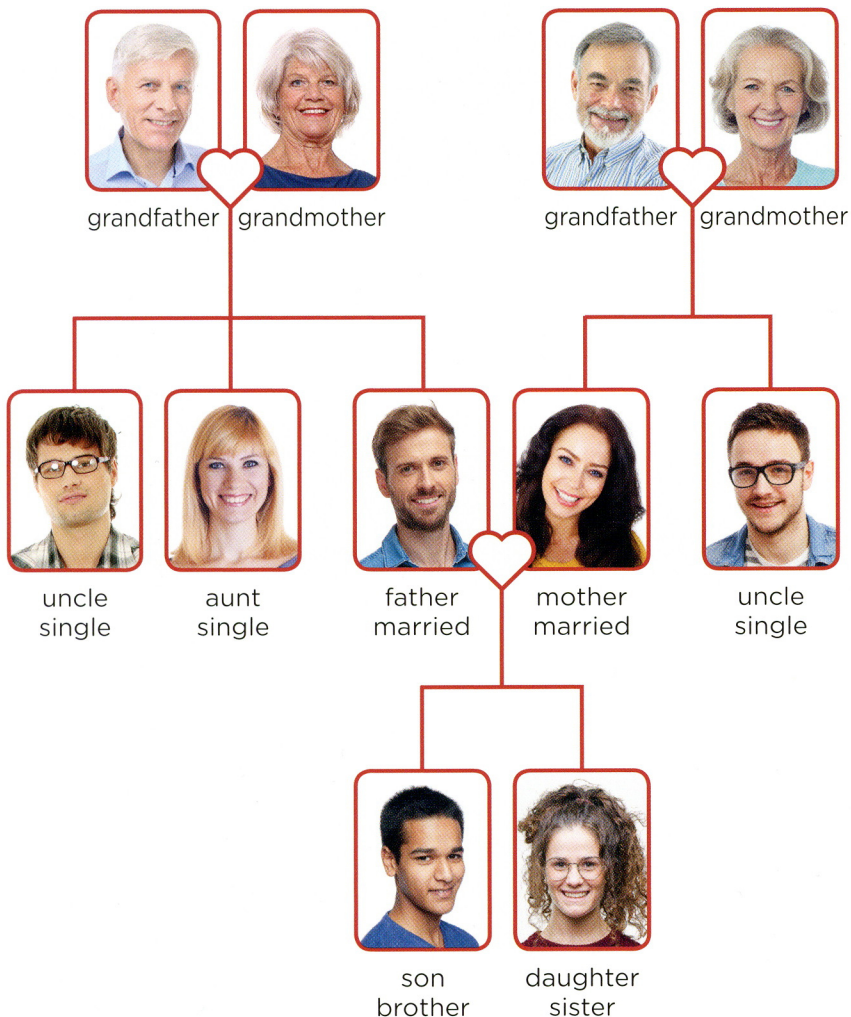 grandfather grandmother grandfather grandmother
uncle aunt father mother uncle
single single married married single
son daughter
brother sister